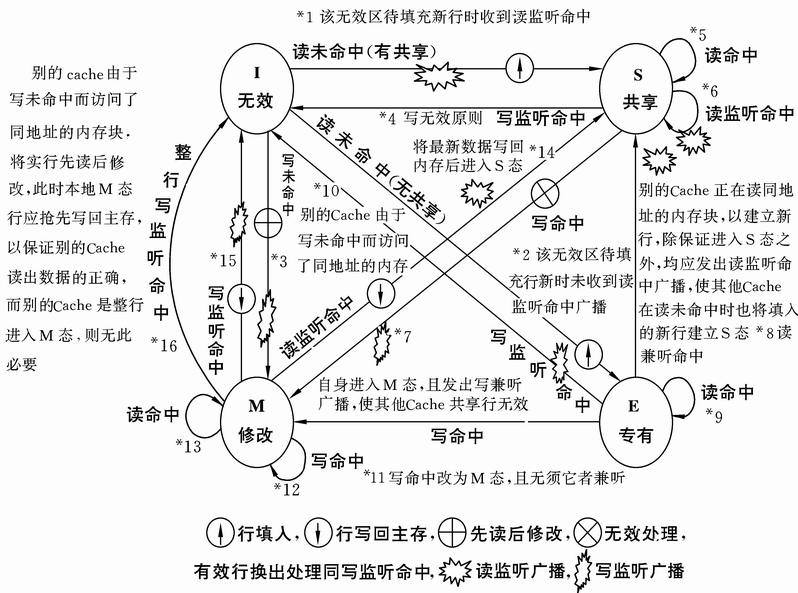 *1 该无效区待填充新行时收到读监听命中
I
无效
读未命中(有共享)
S
共享
*5
读命中
*6
读监听命中
*4 写无效原则
写监听命中
别的 cache 由于
写未命中而访问了
同地址的内存块.
将实行先读后修
改,此时本地 M 态
行应抢先写回主存,
以保证别的Cache
读出数据的正确,
而别的Cache 是整行
进入 M 态,则无此
必要
整行写监听命中
*16
*15
写监听命中
写未命中
*3
*10
读未命中(无共享)
将最新数据写回
内存后进入 S 态
*14
写命中
别的Cache 由于
写未命中而访问
了同地址的内存
*2 该无效区待填
充行新时未收到读
监听命中广播
别的Cache 正在读同地
址的内存块,以建立新
行,除保证进入 S 态之
外,均应发出读监听命
中广播,使其他Cache
在读未命中时也将填入
的新行建立 S 态 *8 读
兼听命中
读监听命中
*7
写监听命中
自身进入 M 态,且发出写兼听
广播,使其他Cache 共享行无效
M
修改
读命中
*13
写命中
*12
写命中
*11 写命中改为 M 态,且无须它者兼听
E
专有
读命中
*9
行填入,行写回主存,先读后修改,无效处理,
有效行换出处理同写监听命中,读监听广播,写监听广播